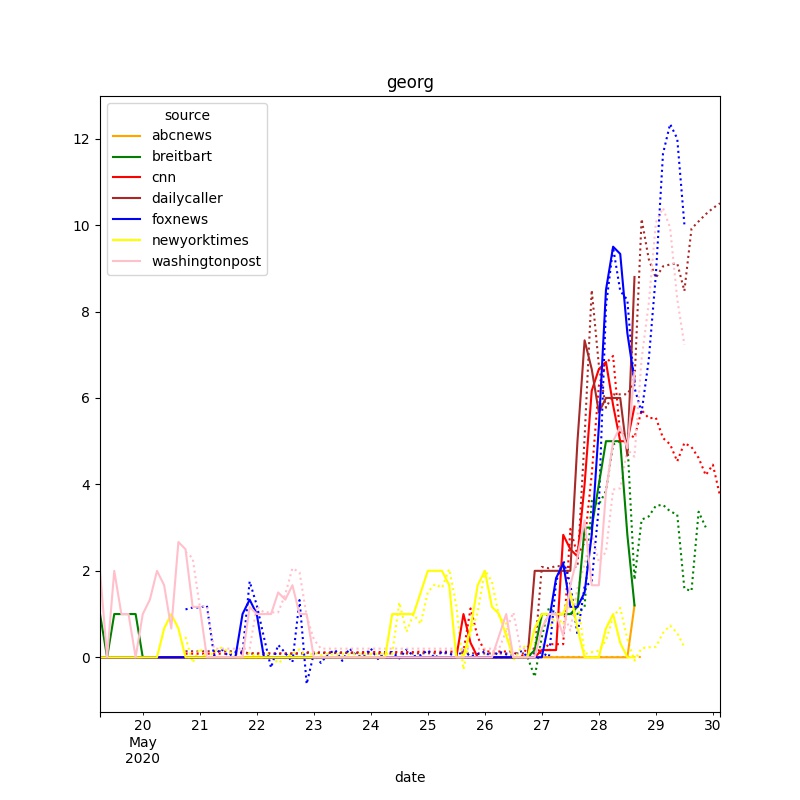 georg
source
abcnews
breitbart
cnn
dailycaller
foxnews
newyorktimes
washingtonpost
12
10
8
6
4
2
0
20 21 22 23 24 25 26 27 28 29 30
May
2020
date